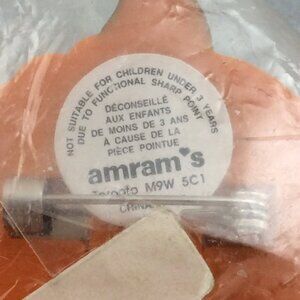 NOT SUITABLE FOR CHILDREN UNDER 3 YEARS
DUE TO FUNCTIONAL SHARP POINT
DÉCONSEILLÉ
AUX ENFANTS
DE MOINS DE 3 ANS
À CAUSE DE LA
PIÈCE POINTUE
amram's
Toronto M9W 5C1
CHINA